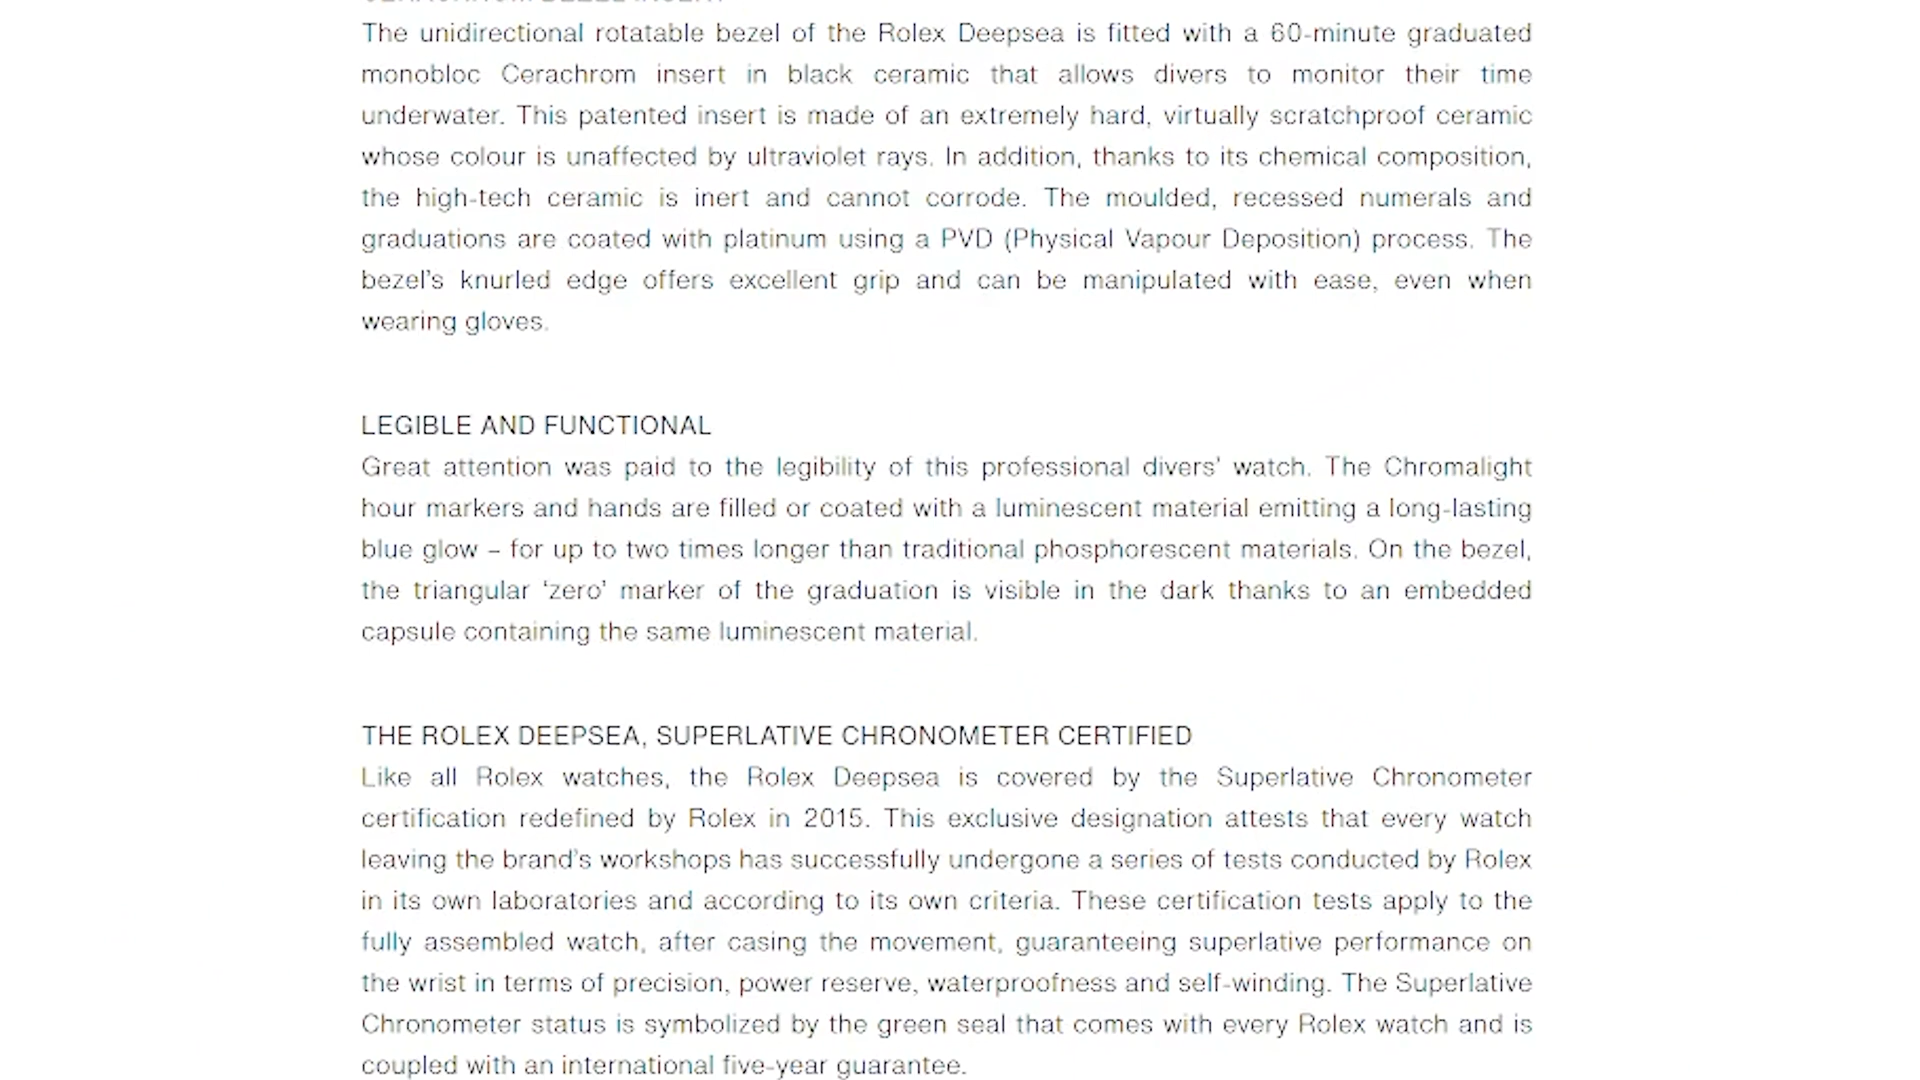 The unidirectional rotatable bezel of the Rolex Deepsea is fitted with a 60-minute graduated
monobloc Cerachrom insert in black ceramic that allows divers to monitor their time
underwater. This patented insert is made of an extremely hard, virtually scratchproof ceramic
whose colour is unaffected by ultraviolet rays. In addition, thanks to its chemical composition,
the high-tech ceramic is inert and cannot corrode. The moulded, recessed numerals and
graduations are coated with platinum using a PVD (Physical Vapour Deposition) process. The
bezel’s knurled edge offers excellent grip and can be manipulated with ease, even when
wearing gloves.
LEGIBLE AND FUNCTIONAL
Great attention was paid to the legibility of this professional divers’ watch. The Chromalight
hour markers and hands are filled or coated with a luminescent material emitting a long-lasting
blue glow – for up to two times longer than traditional phosphorescent materials. On the bezel,
the triangular ‘zero’ marker of the graduation is visible in the dark thanks to an embedded
capsule containing the same luminescent material.
THE ROLEX DEEPSEA, SUPERLATIVE CHRONOMETER CERTIFIED
Like all Rolex watches, the Rolex Deepsea is covered by the Superlative Chronometer
certification redefined by Rolex in 2015. This exclusive designation attests that every watch
leaving the brand’s workshops has successfully undergone a series of tests conducted by Rolex
in its own laboratories and according to its own criteria. These certification tests apply to the
fully assembled watch, after casing the movement, guaranteeing superlative performance on
the wrist in terms of precision, power reserve, waterproofness and self-winding. The Superlative
Chronometer status is symbolized by the green seal that comes with every Rolex watch and is
coupled with an international five-year guarantee.